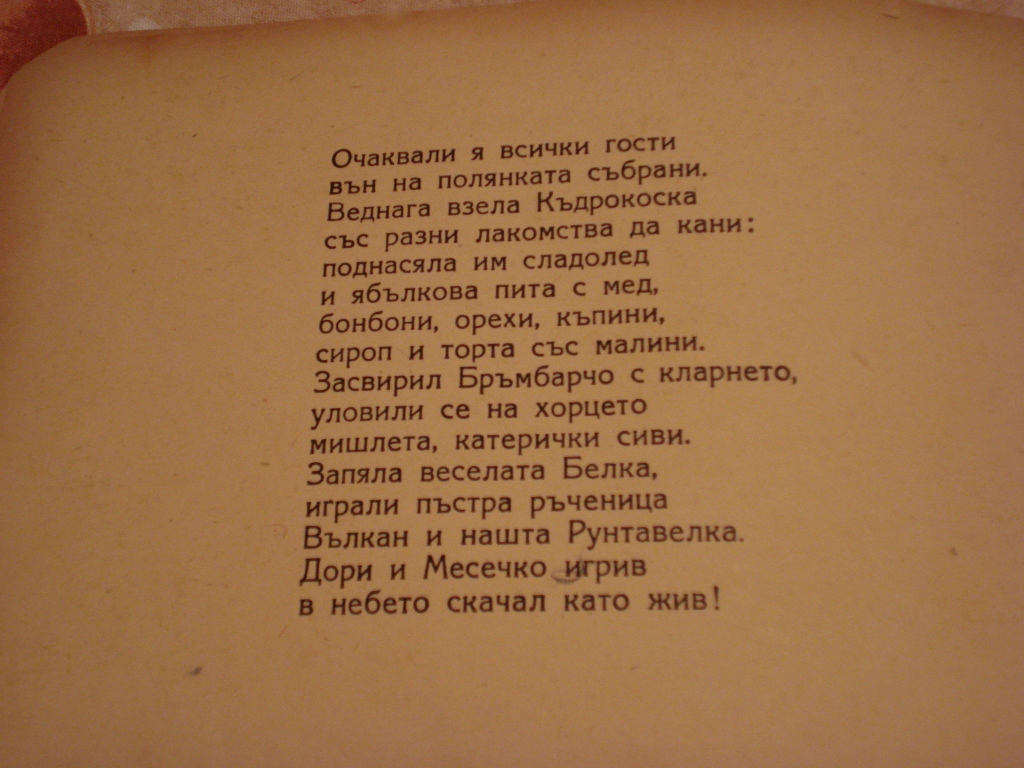 Очаквали я всички гости
вън на полянката събрани.
Веднага взела Къдрокоска
със разни лакомства да кани:
поднасяла им сладолед
и ябълкова пита с мед,
бонбони, орехи, къпини,
сироп и торта със малини.
Засвирил Бръмбарчо с кларнето,
уловили се на хорцето
мишлета, катерички сиви.
Запяла веселата Белка,
играли пъстра ръченица
Вълкан и нашта Рунтавелка.
Дори и Месечко игрив
в небето скачал като жив!